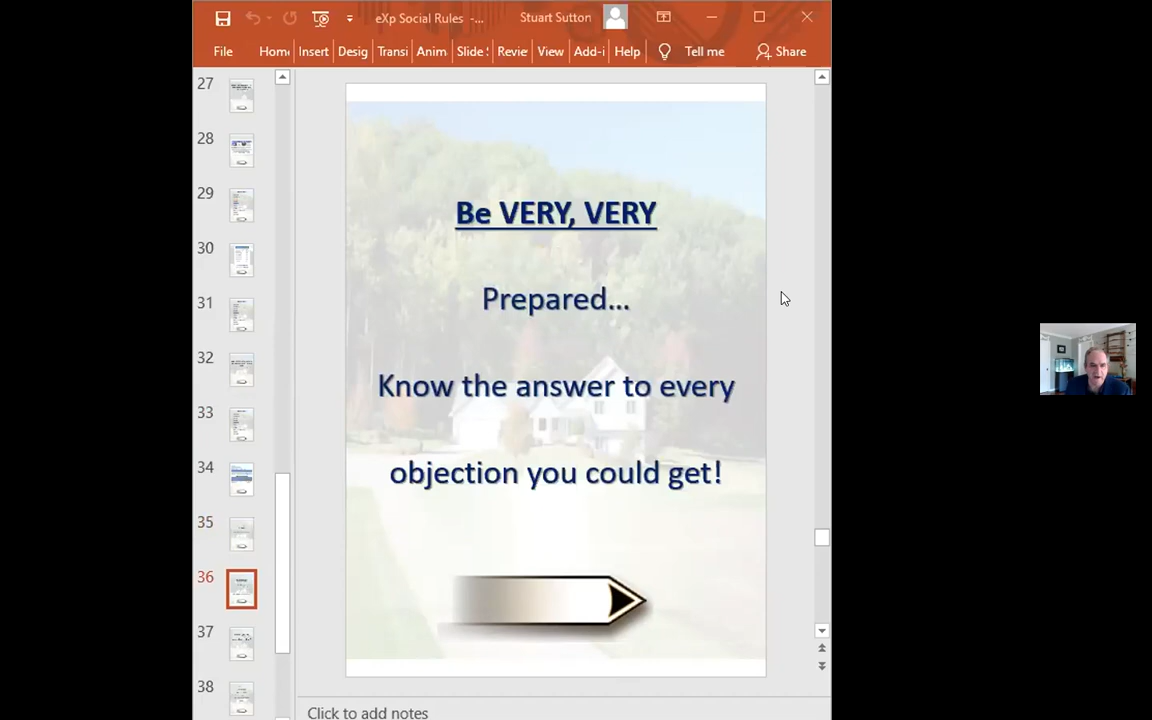 eXp Social Rules -...
Stuart Sutton
File
Hom
Insert
Desig
Transi
Anim
Slide
Revie
View
Add-i
Help
Tell me
Share
27
28
29
30
31
32
33
34
35
36
37
38
Be VERY, VERY
Prepared...
Know the answer to every
objection you could get!
Click to add notes